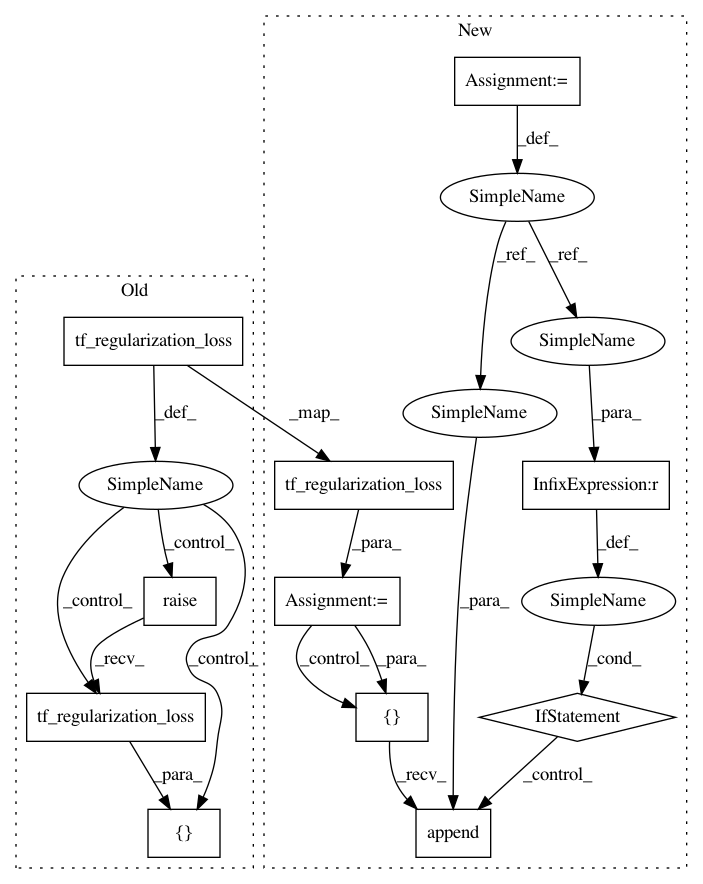 New
Assignment:=
_def_
SimpleName
_ref_
_ref_
Old
tf_regularization_loss
SimpleName
_def_
_map_
SimpleName
_para_
SimpleName
tf_regularization_loss
InfixExpression:r
_control_
_para_
_def_
raise
Assignment:=
SimpleName
_control_
_para_
_recv_
_control_
_control_
_para_
_cond_
tf_regularization_loss
{}
IfStatement
_para_
_recv_
_control_
{}
append